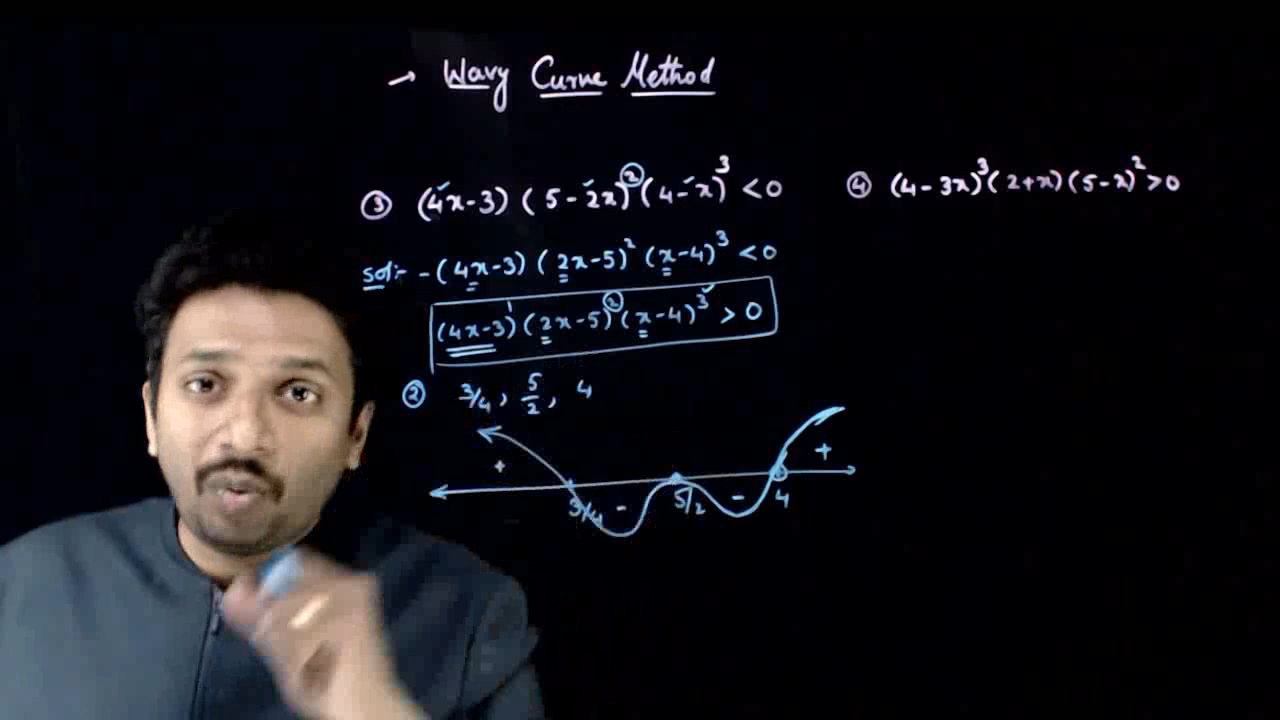 → Wavy Curve Method
③ (4x-3) (5-2x)² (4-x)³ < 0
④ (4-3x)³ (2+x) (5-x)² > 0
Sol:- -(4x-3) (2x-5)² (x-4)³ < 0
(4x-3)¹ (2x-5)² (x-4)³ > 0
② 3/4, 5/2, 4
+ - - +
3/4 5/2 4